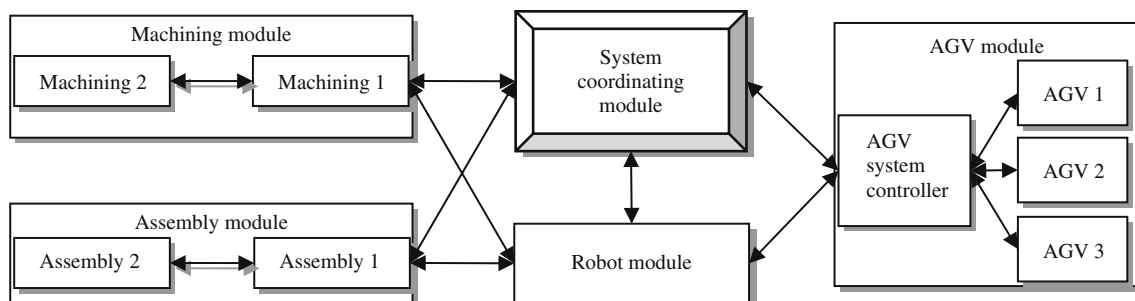 Machining module
Machining 2
Machining 1
System
coordinating
module
AGV module
AGV 1
AGV
system
controller
AGV 2
AGV 3
Assembly module
Assembly 2
Assembly 1
Robot module